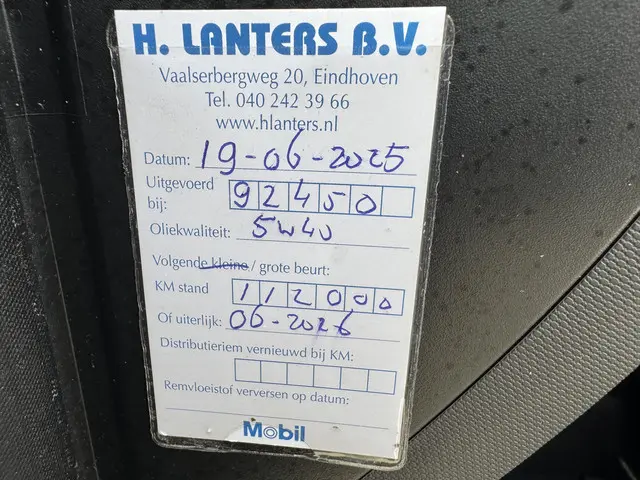 H. LANTERS B.V.
Vaalserbergweg 20, Eindhoven
Tel. 040 242 39 66
www.hlanters.nl
Datum: 19-06-2025
Uitgevoerd bij: 92450
Oliekwaliteit: 5w40
Volgende kleine / grote beurt:
KM stand 112000
Of uiterlijk: 06-2026
Distributieriem vernieuwd bij KM:
Remvloeistof verversen op datum:
Mobil